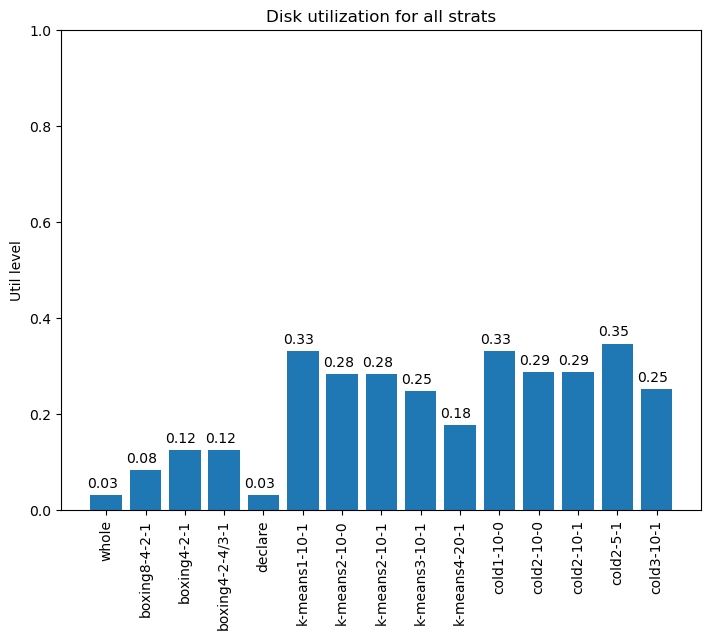 Disk utilization for all strats
Util level
1.0
0.8
0.6
0.4
0.2
0.0
0.03
0.08
0.12
0.12
0.03
0.33
0.28
0.28
0.25
0.18
0.33
0.29
0.29
0.35
0.25
whole
boxing8-4-2-1
boxing4-2-1
boxing4-2-4/3-1
declare
k-means1-10-1
k-means2-10-0
k-means2-10-1
k-means3-10-1
k-means4-20-1
cold1-10-0
cold2-10-0
cold2-10-1
cold2-5-1
cold3-10-1